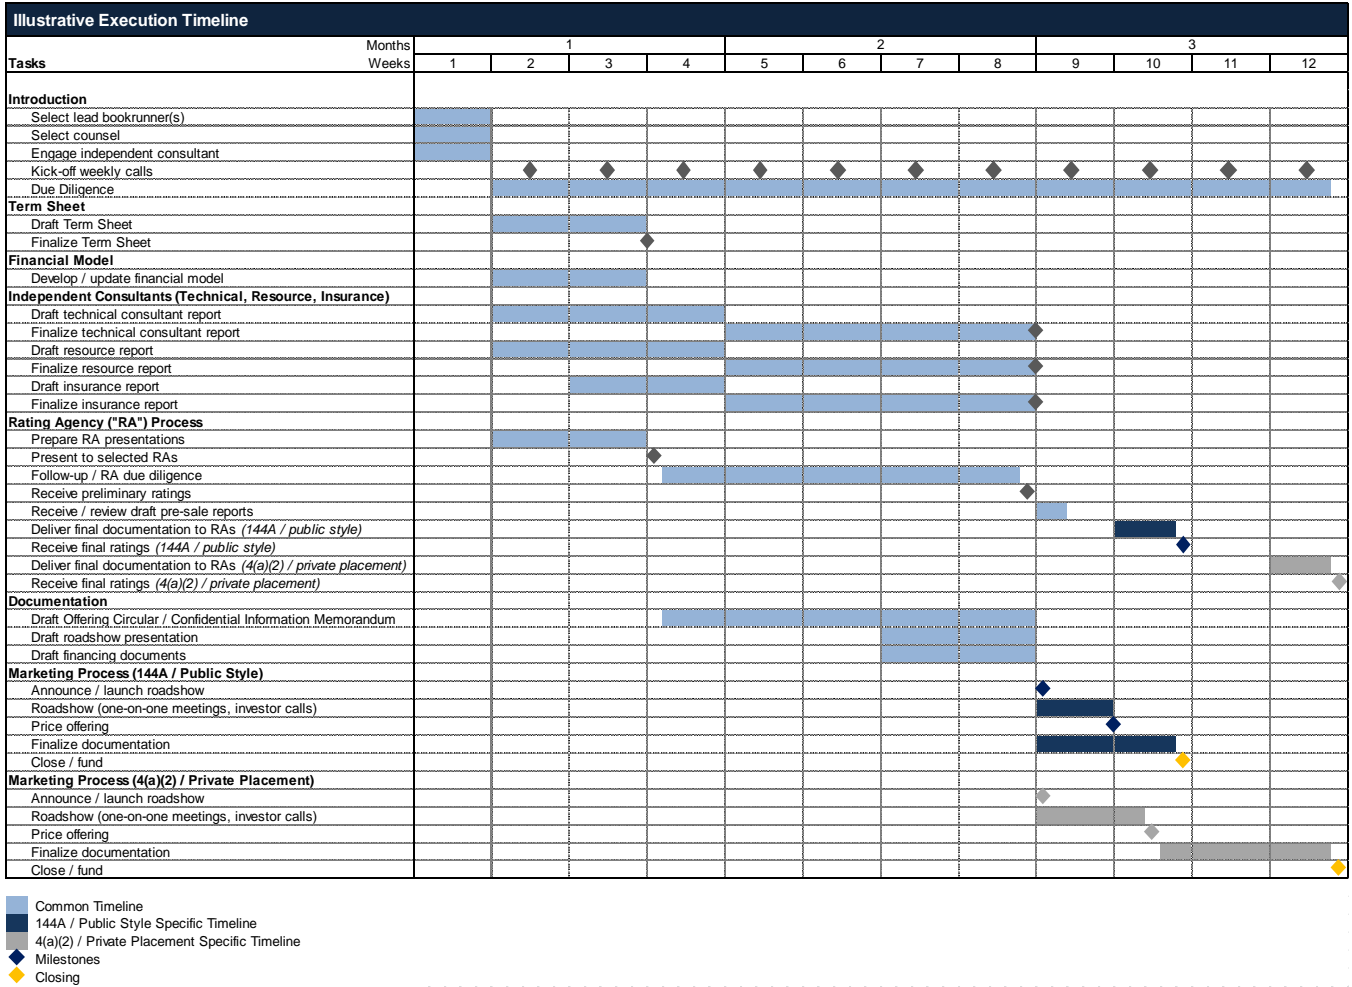 Illustrative Execution Timeline
Months 1 2 3
Tasks Weeks 1 2 3 4 5 6 7 8 9 10 11 12
Introduction
Select lead bookrunner(s)
Select counsel
Engage independent consultant
Kick-off weekly calls
Due Diligence
Term Sheet
Draft Term Sheet
Finalize Term Sheet
Financial Model
Develop / update financial model
Independent Consultants (Technical, Resource, Insurance)
Draft technical consultant report
Finalize technical consultant report
Draft resource report
Finalize resource report
Draft insurance report
Finalize insurance report
Rating Agency ("RA") Process
Prepare RA presentations
Present to selected RAs
Follow-up / RA due diligence
Receive preliminary ratings
Receive / review draft pre-sale reports
Deliver final documentation to RAs (144A / public style)
Receive final ratings (144A / public style)
Deliver final documentation to RAs (4(a)(2) / private placement)
Receive final ratings (4(a)(2) / private placement)
Documentation
Draft Offering Circular / Confidential Information Memorandum
Draft roadshow presentation
Draft financing documents
Marketing Process (144A / Public Style)
Announce / launch roadshow
Roadshow (one-on-one meetings, investor calls)
Price offering
Finalize documentation
Close / fund
Marketing Process (4(a)(2) / Private Placement)
Announce / launch roadshow
Roadshow (one-on-one meetings, investor calls)
Price offering
Finalize documentation
Close / fund
Common Timeline
144A / Public Style Specific Timeline
4(a)(2) / Private Placement Specific Timeline
Milestones
Closing